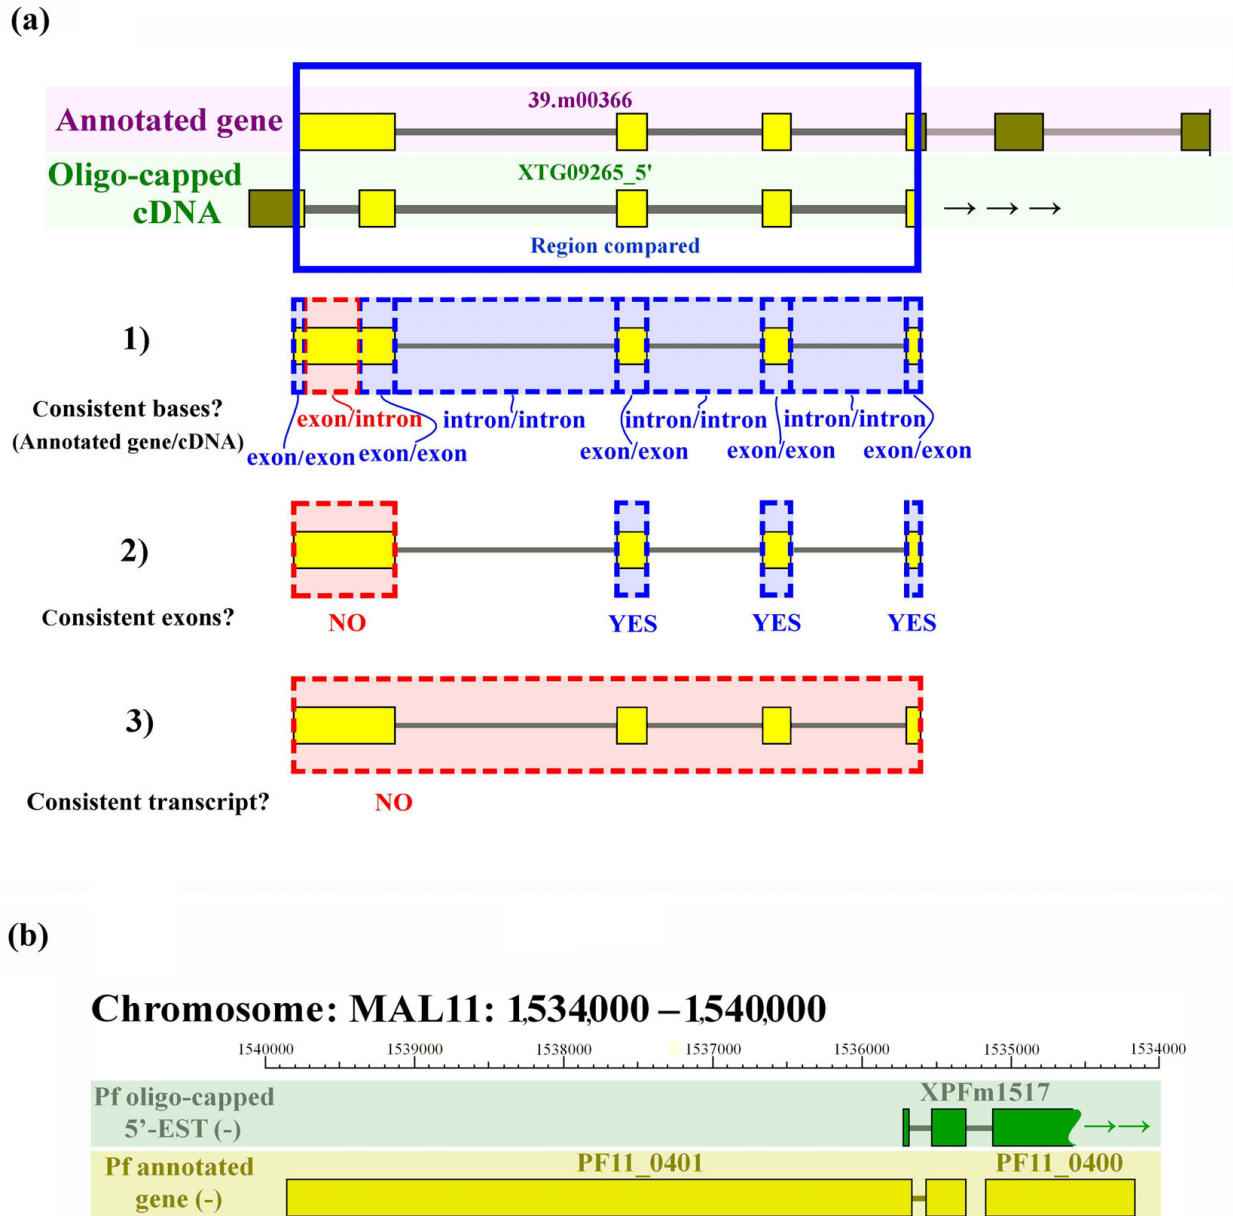 (a)
39.m00366
Annotated gene
Oligo-capped
cDNA
XTG09265_5'
→ → →
Region compared
1)
Consistent bases?
(Annotated gene/cDNA)
exon/intron
intron/intron
intron/intron
intron/intron
exon/exon
exon/exon
exon/exon
exon/exon
exon/exon
2)
Consistent exons?
NO
YES
YES
YES
3)
Consistent transcript?
NO
(b)
Chromosome: MAL11: 1,534,000 – 1,540,000
1540000 1539000 1538000 1537000 1536000 1535000 1534000
Pf oligo-capped
5’-EST (-)
XPFm1517
Pf annotated
gene (-)
PF11_0401
PF11_0400